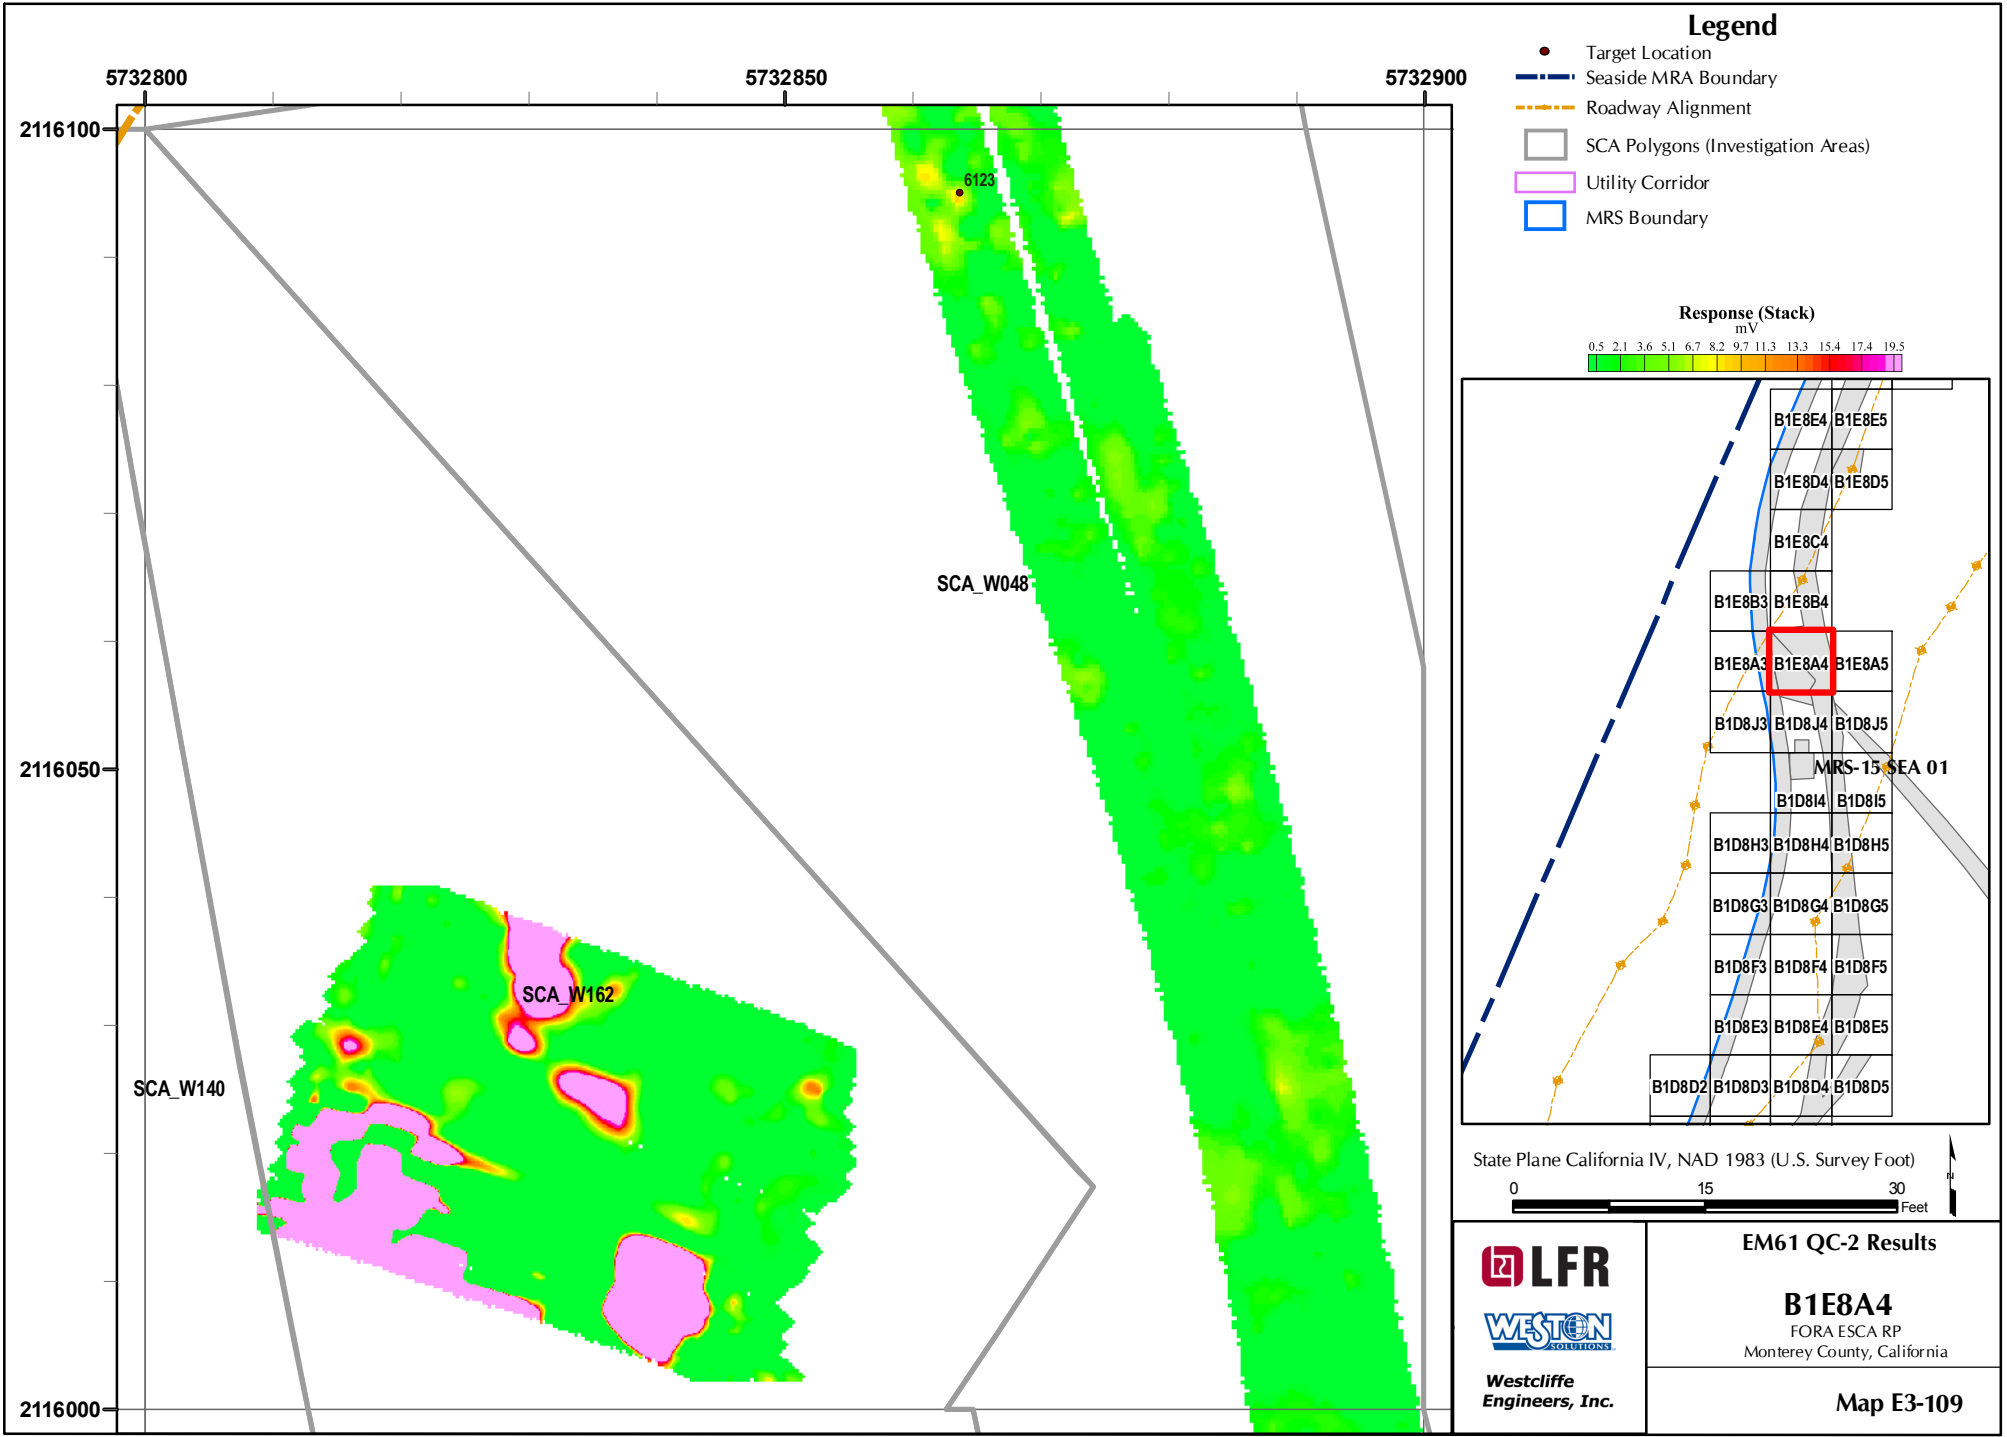 5732800
5732850
5732900
2116100
2116050
2116000
6123
SCA_W048
SCA_W162
SCA_W140
Legend
Target Location
Seaside MRA Boundary
Roadway Alignment
SCA Polygons (Investigation Areas)
Utility Corridor
MRS Boundary
Response (Stack)
mV
0.5 2.1 3.6 5.1 6.7 8.2 9.7 11.3 13.3 15.4 17.4 19.5
B1E8E4 B1E8E5
B1E8D4 B1E8D5
B1E8C4
B1E8B3 B1E8B4
B1E8A3 B1E8A4 B1E8A5
B1D8J3 B1D8J4 B1D8J5
MRS-15 SEA 01
B1D8I4 B1D8I5
B1D8H3 B1D8H4 B1D8H5
B1D8G3 B1D8G4 B1D8G5
B1D8F3 B1D8F4 B1D8F5
B1D8E3 B1D8E4 B1D8E5
B1D8D2 B1D8D3 B1D8D4 B1D8D5
State Plane California IV, NAD 1983 (U.S. Survey Foot)
0 15 30
Feet
N
LFR
WESTON
SOLUTIONS
Westcliffe
Engineers, Inc.
EM61 QC-2 Results
B1E8A4
FORA ESCA RP
Monterey County, California
Map E3-109